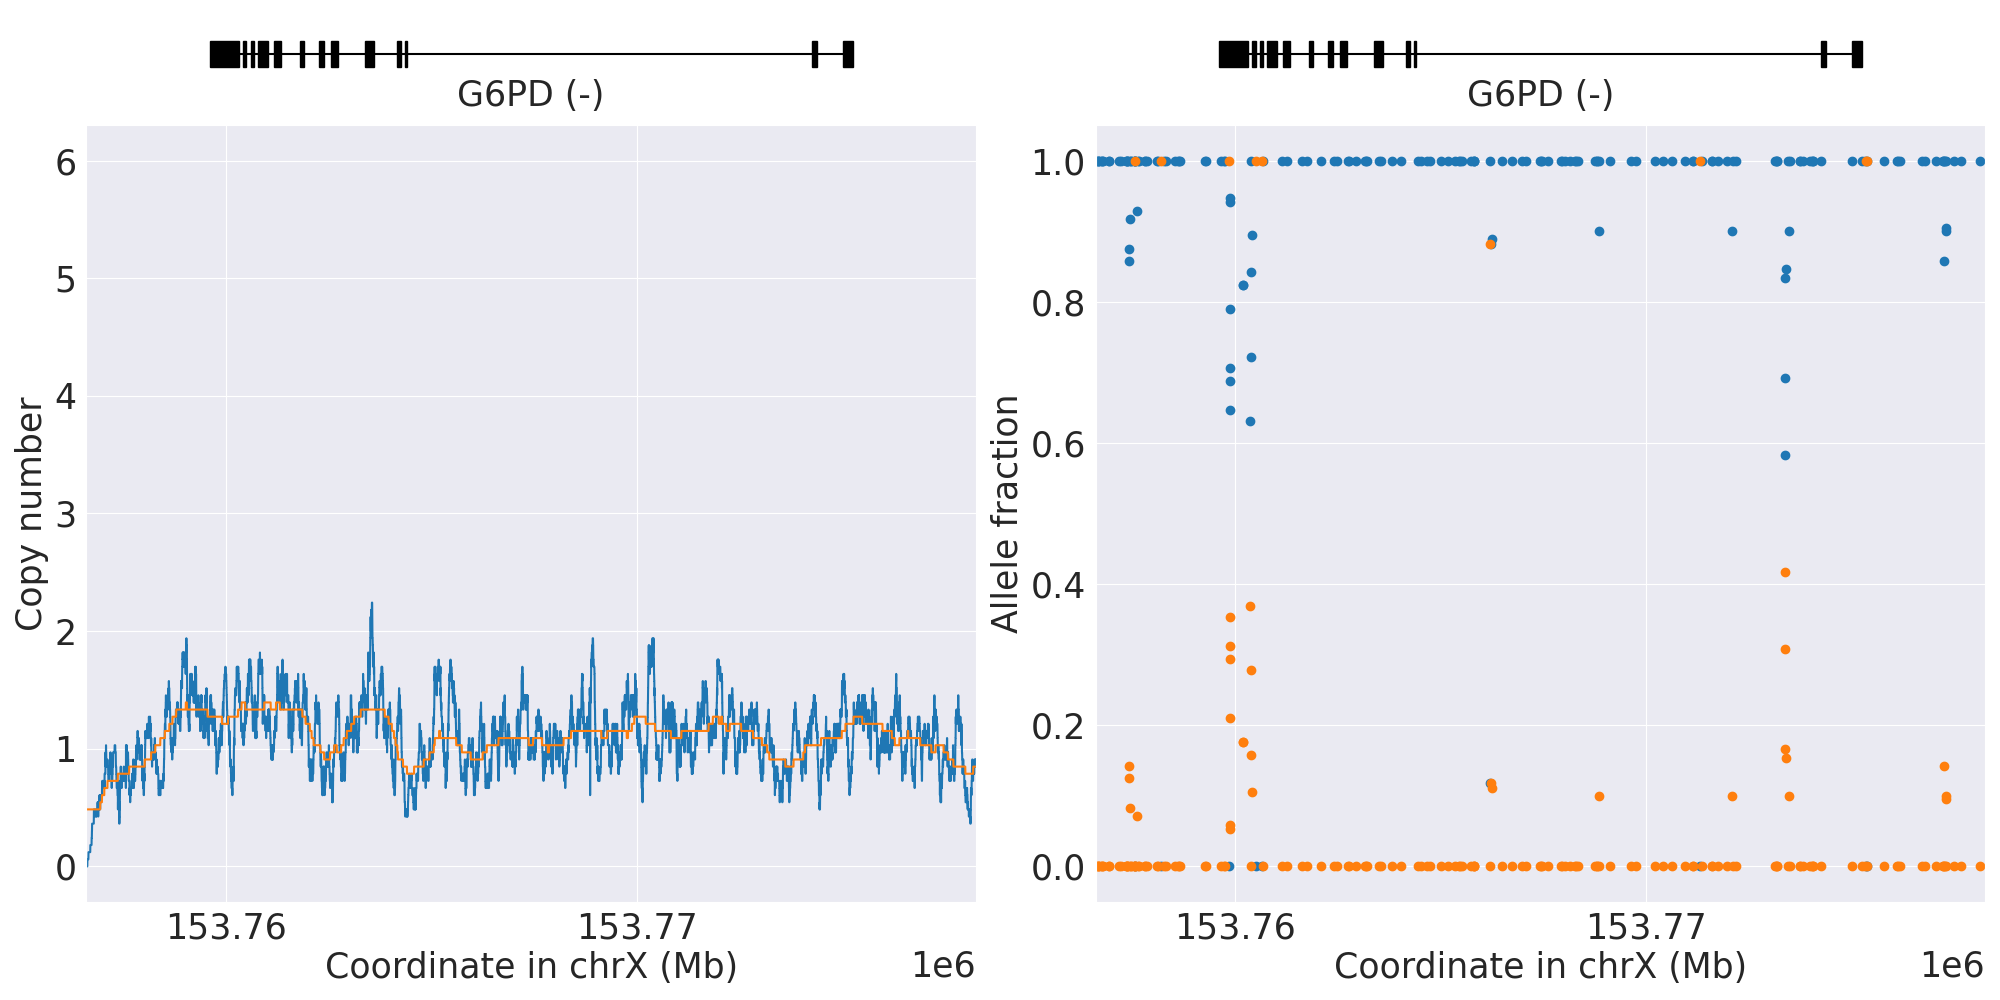 G6PD (-)
6
5
4
3
2
1
0
Copy number
153.76
153.77
Coordinate in chrX (Mb)
1e6
G6PD (-)
1.0
0.8
0.6
0.4
0.2
0.0
Allele fraction
153.76
153.77
Coordinate in chrX (Mb)
1e6